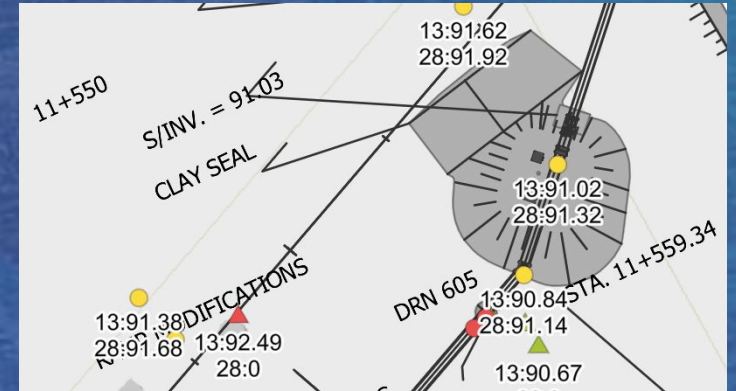 13:91.62
28:91.92
11+550
S/INV. = 91.03
CLAY SEAL
13:91.02
28:91.32
STA. 11+559.34
DRN 605
13:90.84
28:91.14
MODIFICATIONS
13:91.38
28:91.68
13:92.49
28:0
13:90.67